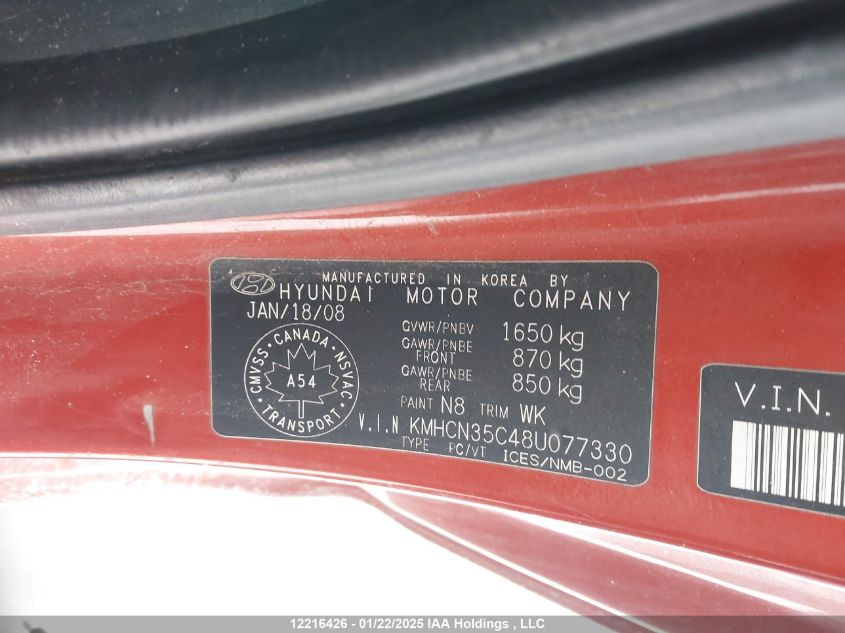 MANUFACTURED IN KOREA BY
HYUNDAI MOTOR COMPANY
JAN/18/08
GVWR/PNBV 1650 kg
GAWR/PNBE FRONT 870 kg
GAWR/PNBE REAR 850 kg
CMVSS · CANADA · NSVAC
A54
TRANSPORT
PAINT N8 TRIM WK
V.I.N KMHCN35C48U077330
TYPE PC/VT ICES/NMB-002
V.I.N.
12216426 - 01/22/2025 IAA Holdings , LLC